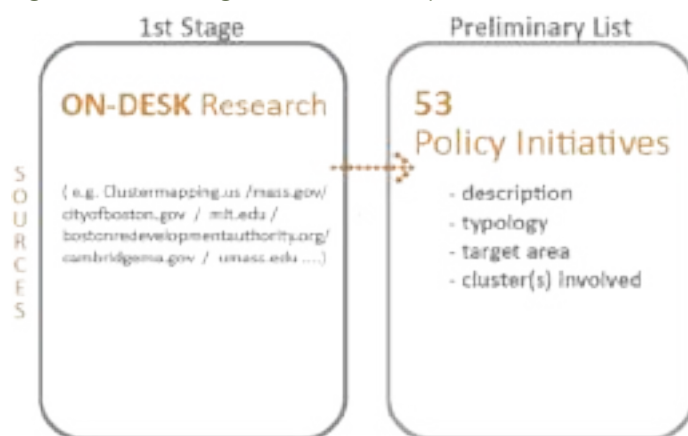 1st Stage
ON-DESK Research
( e.g. Clustermapping.us /mass.gov/
cityofboston.gov / mit.edu /
bostonredevelopmentauthority.org/
cambridgema.gov / umass.edu ....)
SOURCES
Preliminary List
53
Policy Initiatives
- description
- typology
- target area
- cluster(s) involved